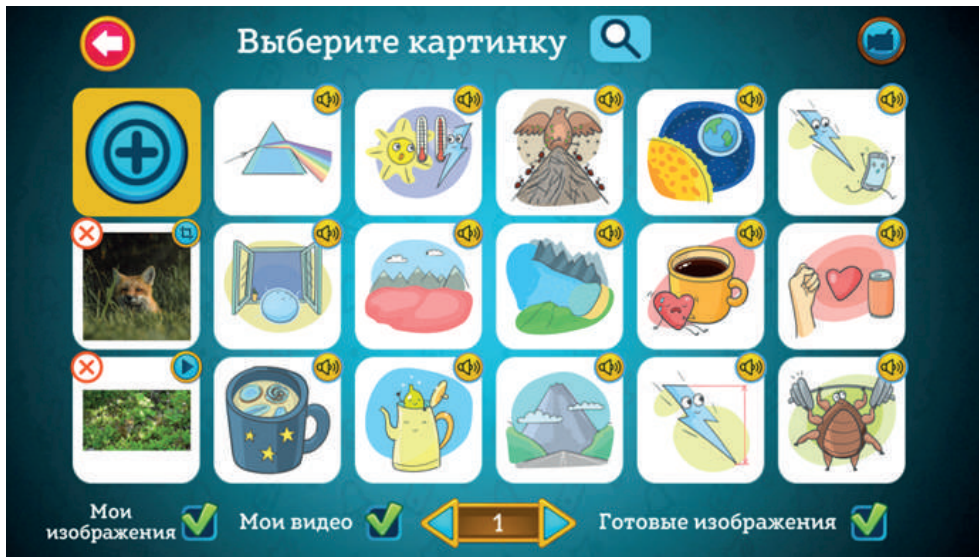 Выберите картинку
Мои
изображения
Мои видео
1
Готовые изображения